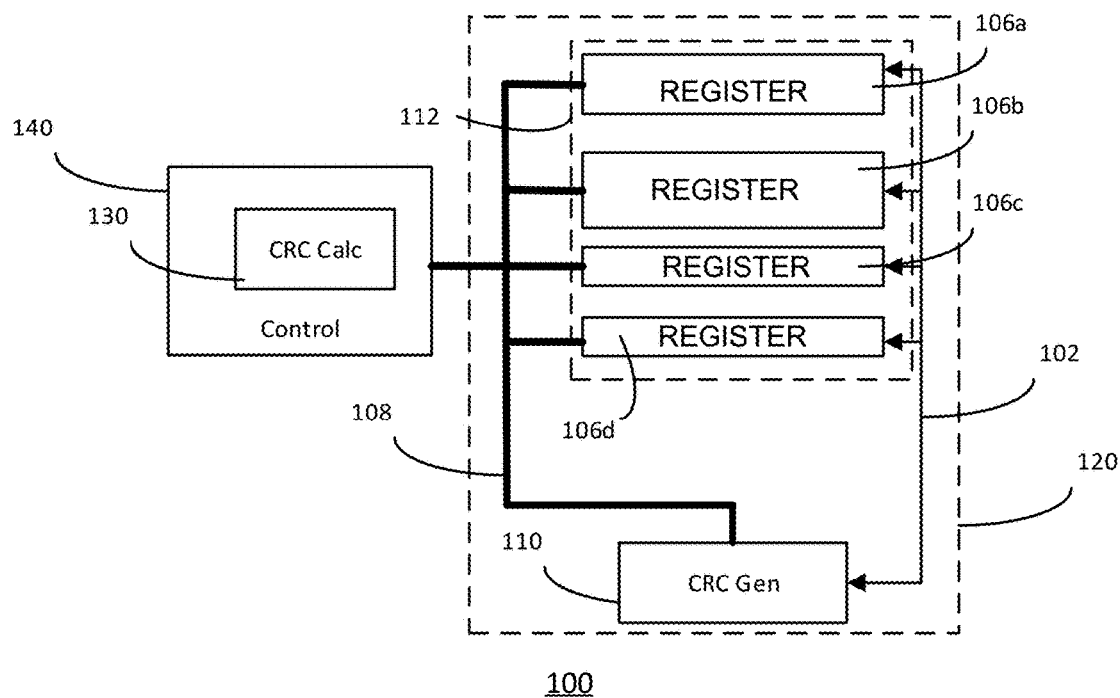 106a
REGISTER
112
106b
140
REGISTER
130
106c
CRC Calc
REGISTER
Control
REGISTER
102
108
106d
120
110
CRC Gen
100